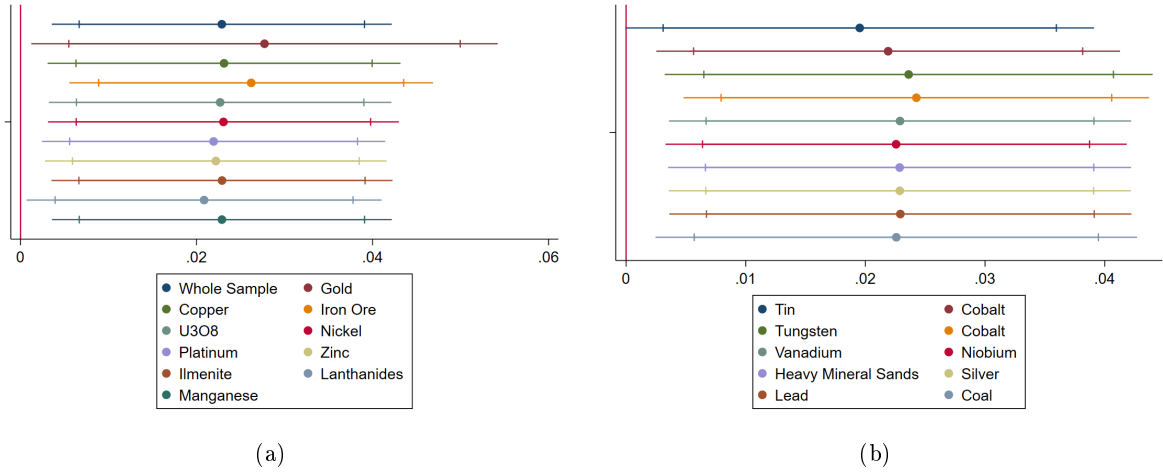 0 .02 .04 .06
Whole Sample Gold
Copper Iron Ore
U3O8 Nickel
Platinum Zinc
Ilmenite Lanthanides
Manganese
(a)
0 .01 .02 .03 .04
Tin Cobalt
Tungsten Cobalt
Vanadium Niobium
Heavy Mineral Sands Silver
Lead Coal
(b)